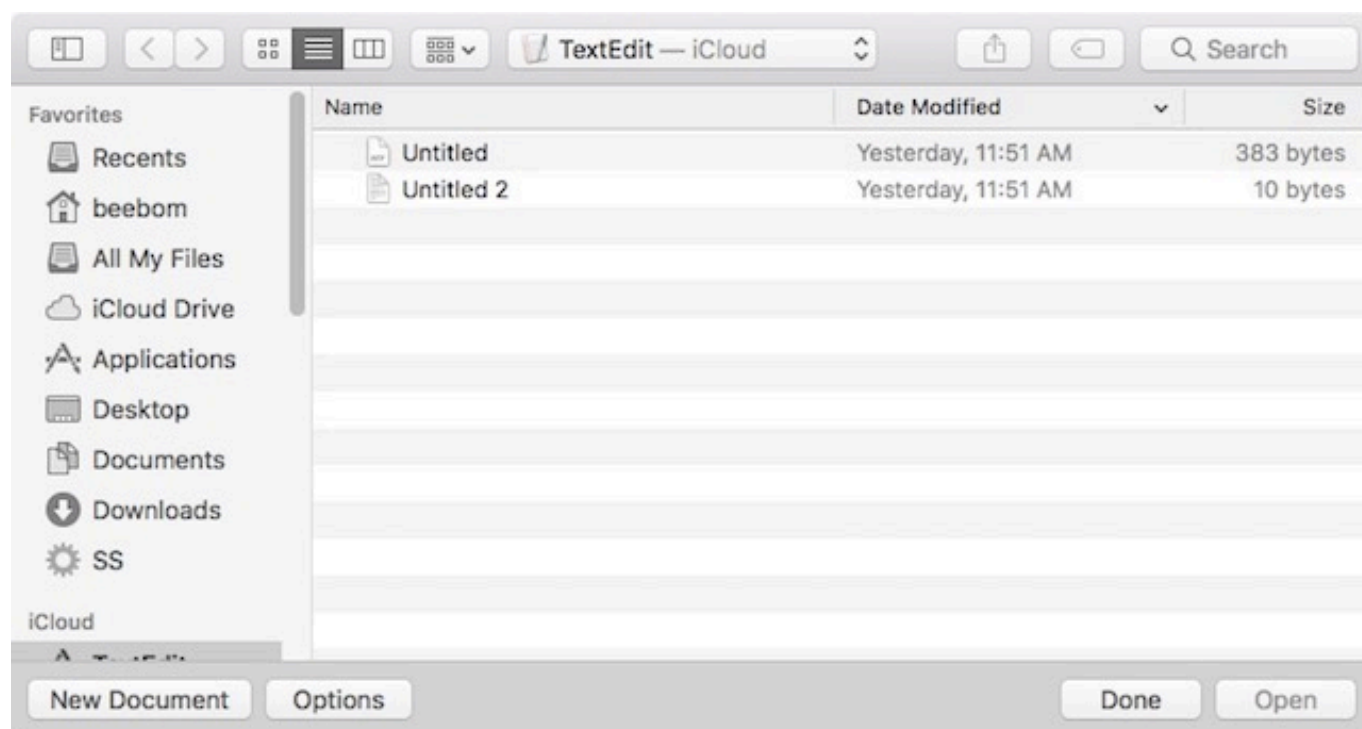 TextEdit — iCloud
Search
Favorites
Recents
beebom
All My Files
iCloud Drive
Applications
Desktop
Documents
Downloads
SS
iCloud
TextEdit
Name Date Modified Size
Untitled Yesterday, 11:51 AM 383 bytes
Untitled 2 Yesterday, 11:51 AM 10 bytes
New Document Options Done Open